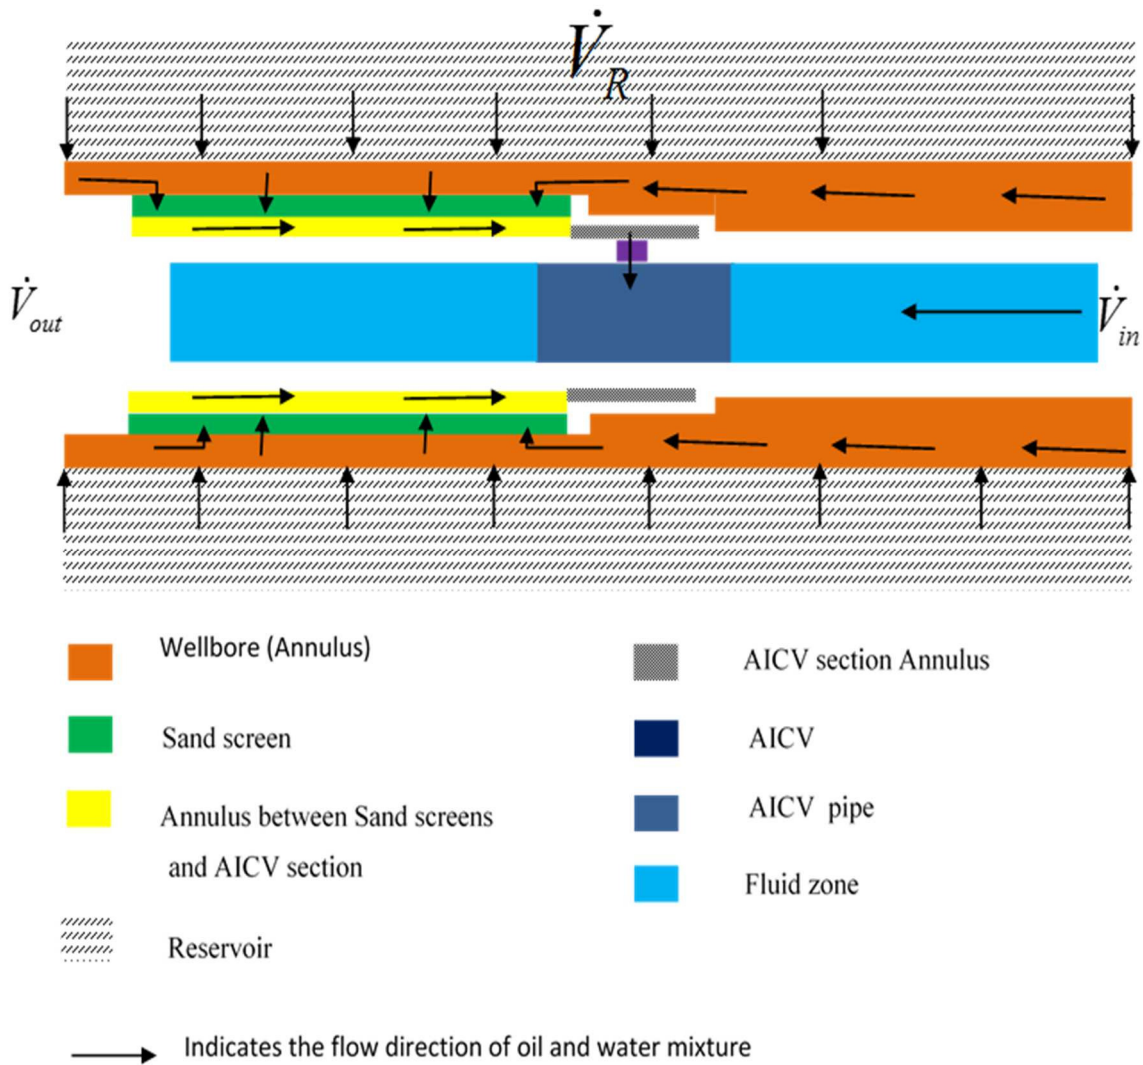 V̇
R
V̇out
V̇in
Wellbore (Annulus)
AICV section Annulus
Sand screen
AICV
Annulus between Sand screens
and AICV section
AICV pipe
Fluid zone
Reservoir
Indicates the flow direction of oil and water mixture